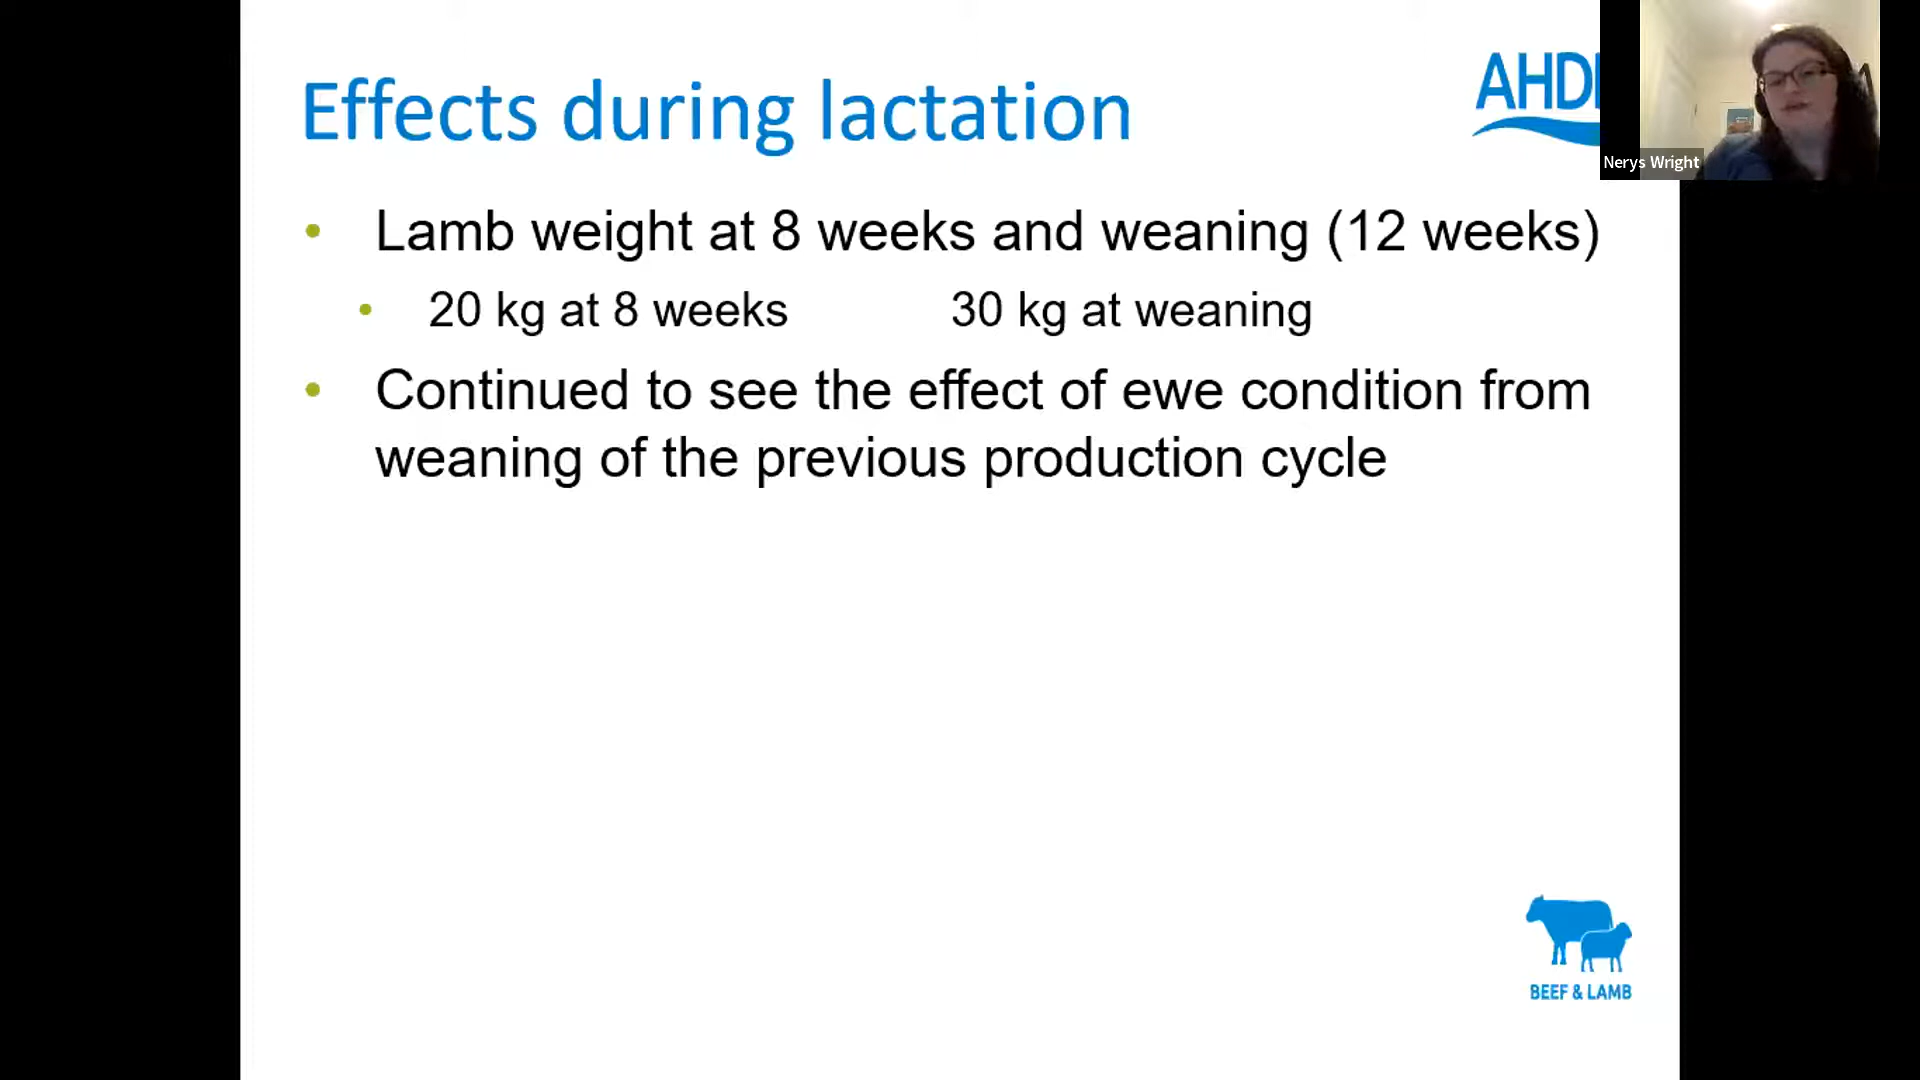 Effects during lactation
AHD
Nerys Wright
• Lamb weight at 8 weeks and weaning (12 weeks)
• 20 kg at 8 weeks 30 kg at weaning
• Continued to see the effect of ewe condition from
weaning of the previous production cycle
BEEF & LAMB